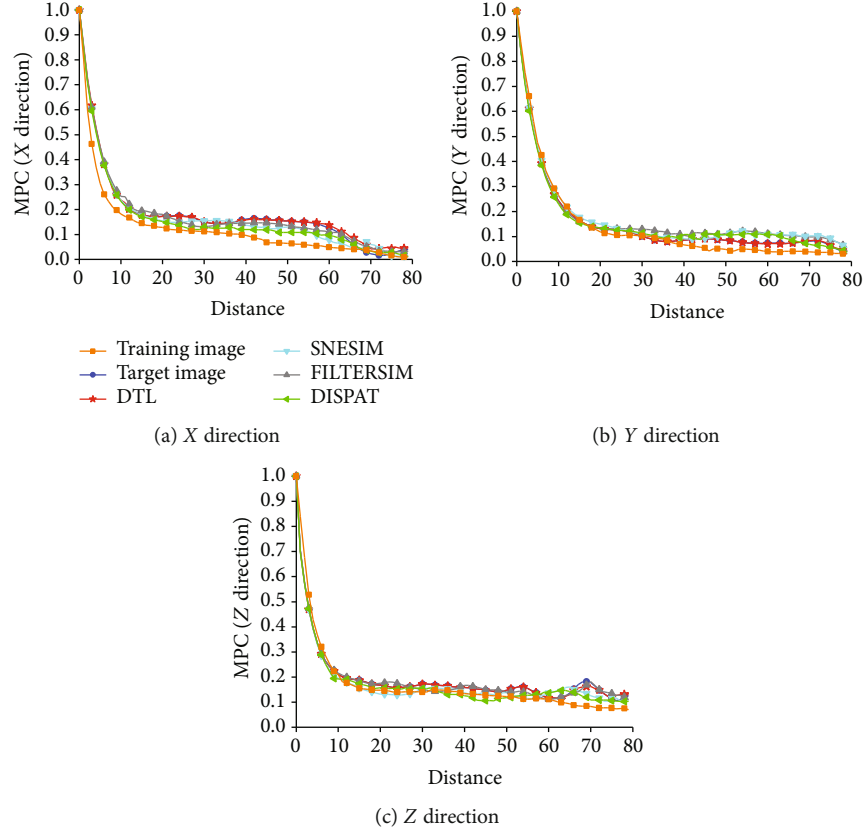 1.0
0.9
0.8
0.7
0.6
0.5
0.4
0.3
0.2
0.1
0.0
MPC (X direction)
0 10 20 30 40 50 60 70 80
Distance
1.0
0.9
0.8
0.7
0.6
0.5
0.4
0.3
0.2
0.1
0.0
MPC (Y direction)
0 10 20 30 40 50 60 70 80
Distance
Training image
Target image
DTL
SNESIM
FILTERSIM
DISPAT
(a) X direction
(b) Y direction
1.0
0.9
0.8
0.7
0.6
0.5
0.4
0.3
0.2
0.1
0.0
MPC (Z direction)
0 10 20 30 40 50 60 70 80
Distance
(c) Z direction